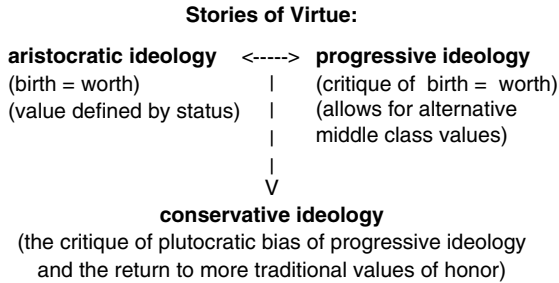 Stories of Virtue:
aristocratic ideology <-----> progressive ideology
(birth = worth) | (critique of birth = worth)
(value defined by status) | (allows for alternative
| middle class values)
|
V
conservative ideology
(the critique of plutocratic bias of progressive ideology
and the return to more traditional values of honor)